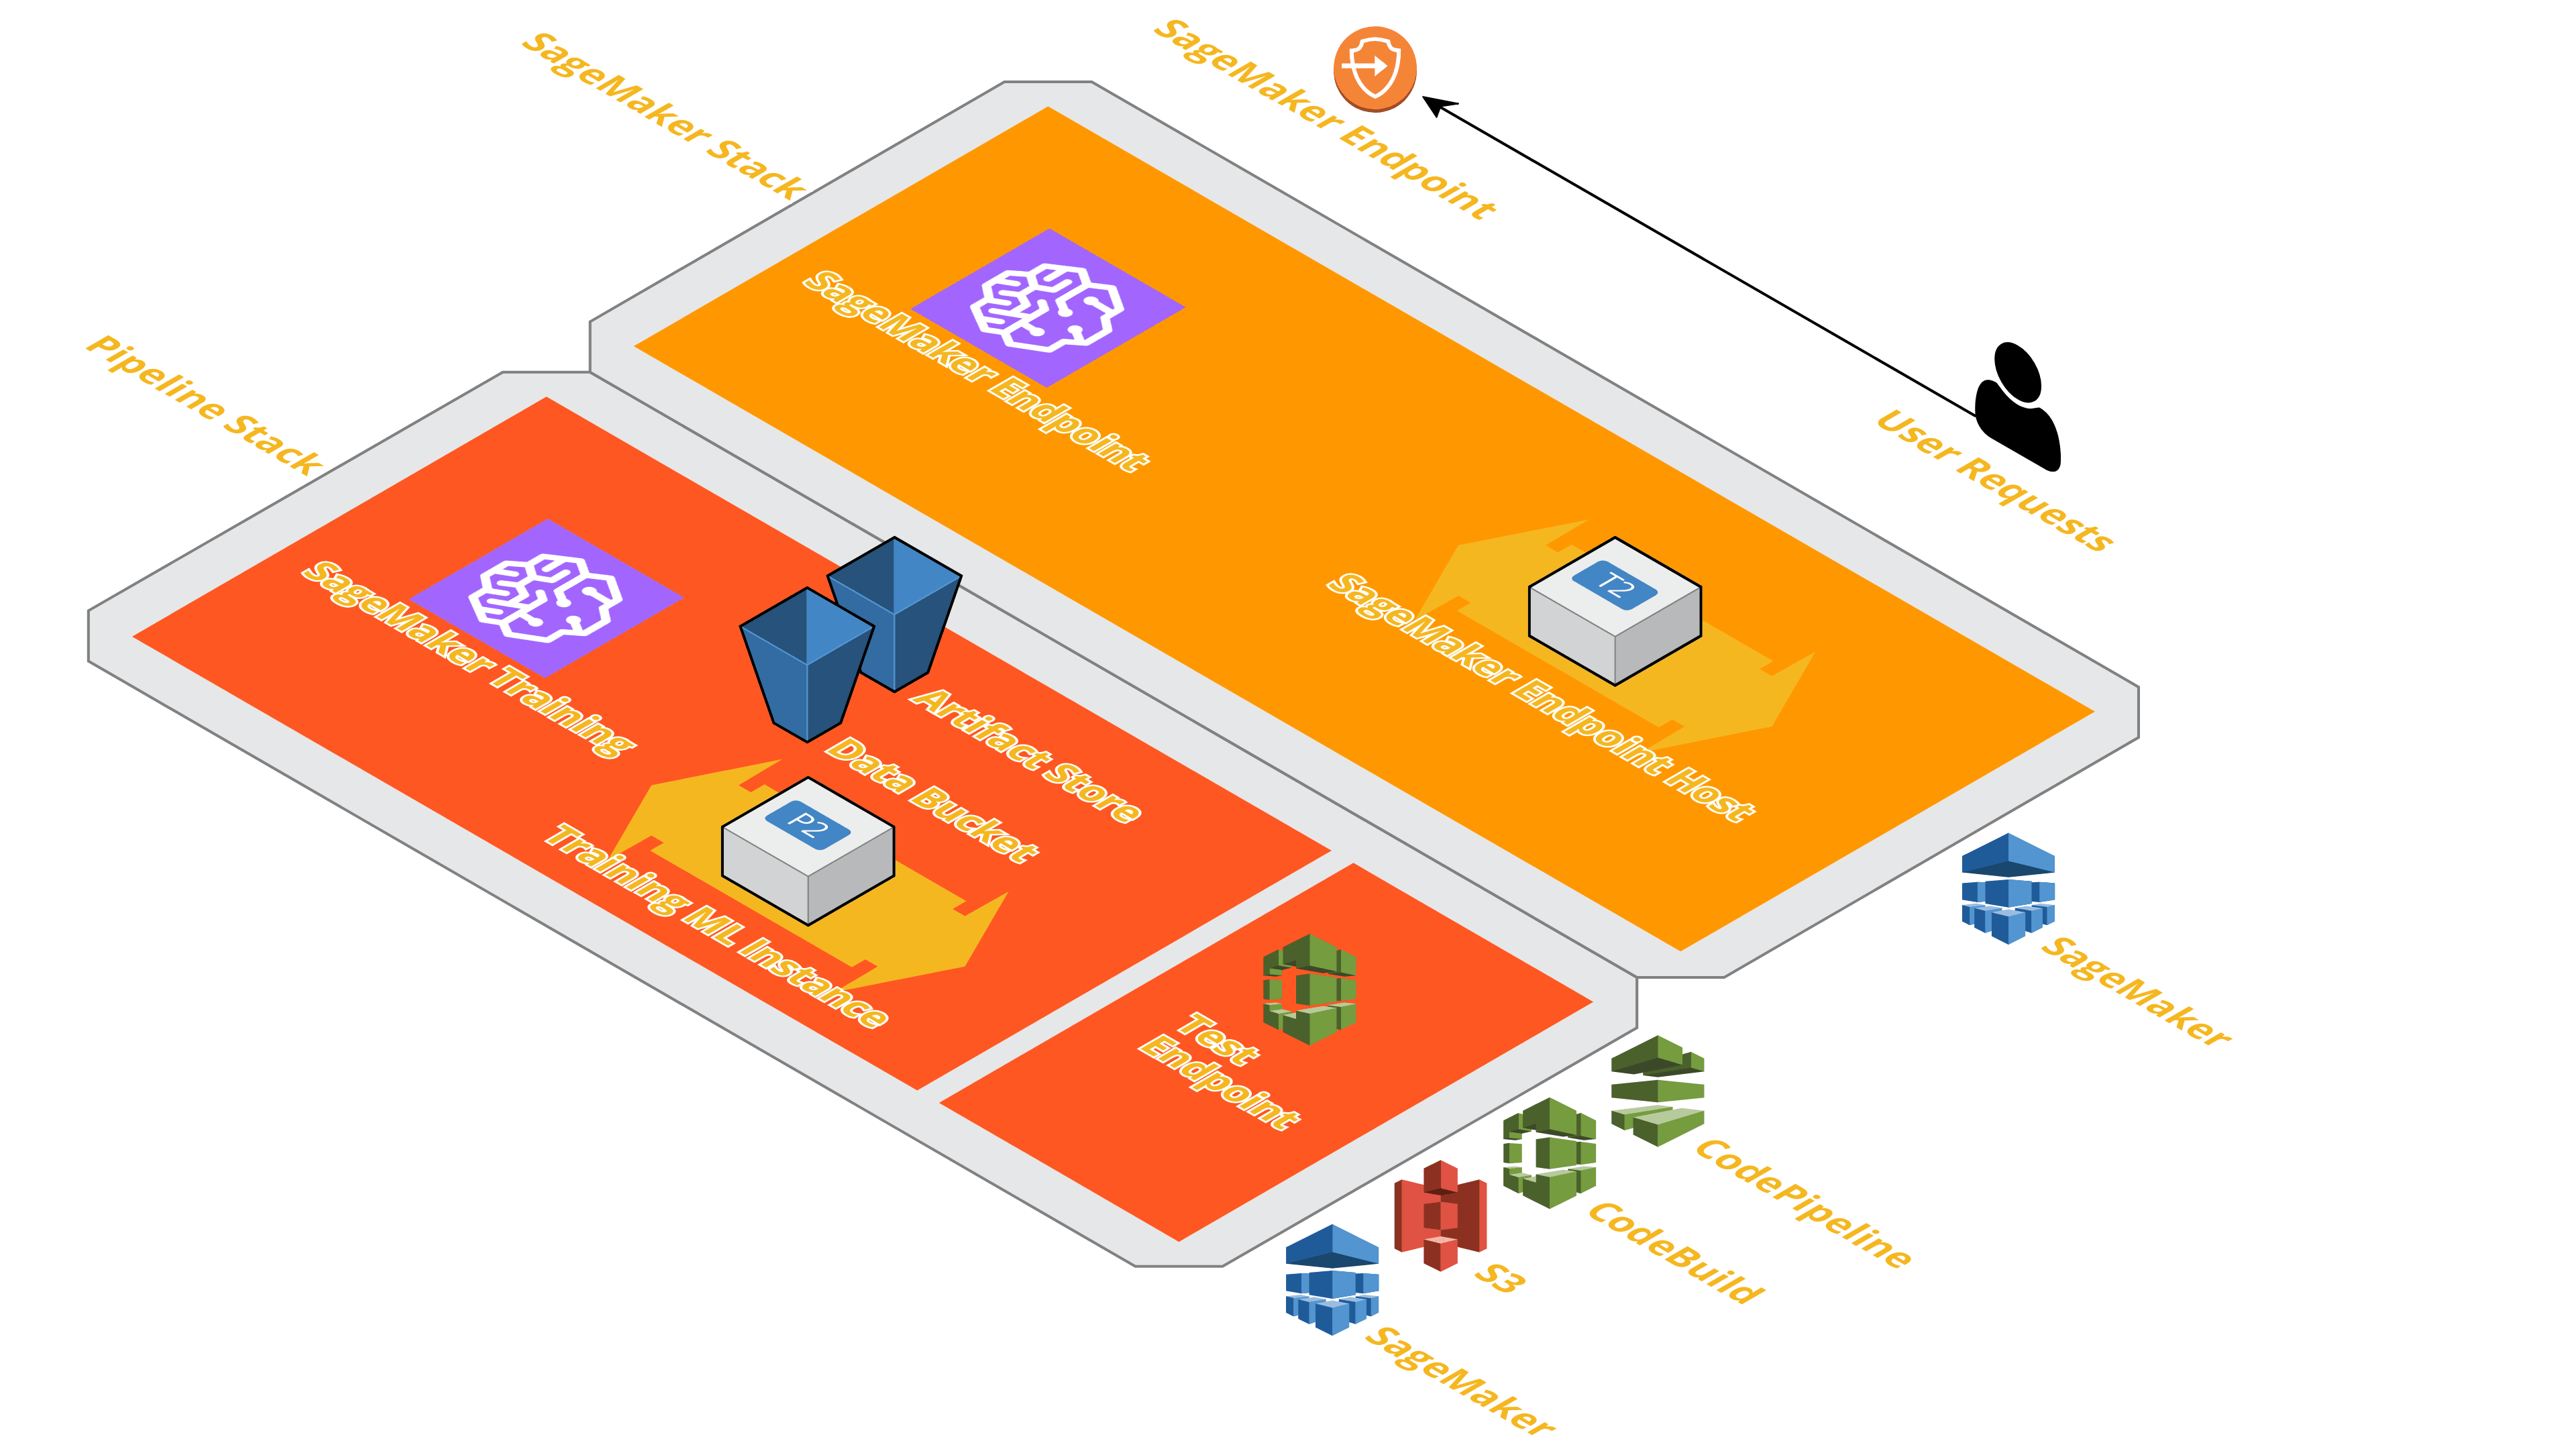 SageMaker Stack
SageMaker Endpoint
Pipeline Stack
SageMaker Endpoint
User Requests
SageMaker Training
T2
SageMaker Endpoint Host
Artifact Store
Data Bucket
P2
Training ML Instance
Test
Endpoint
SageMaker
CodePipeline
CodeBuild
S3
SageMaker